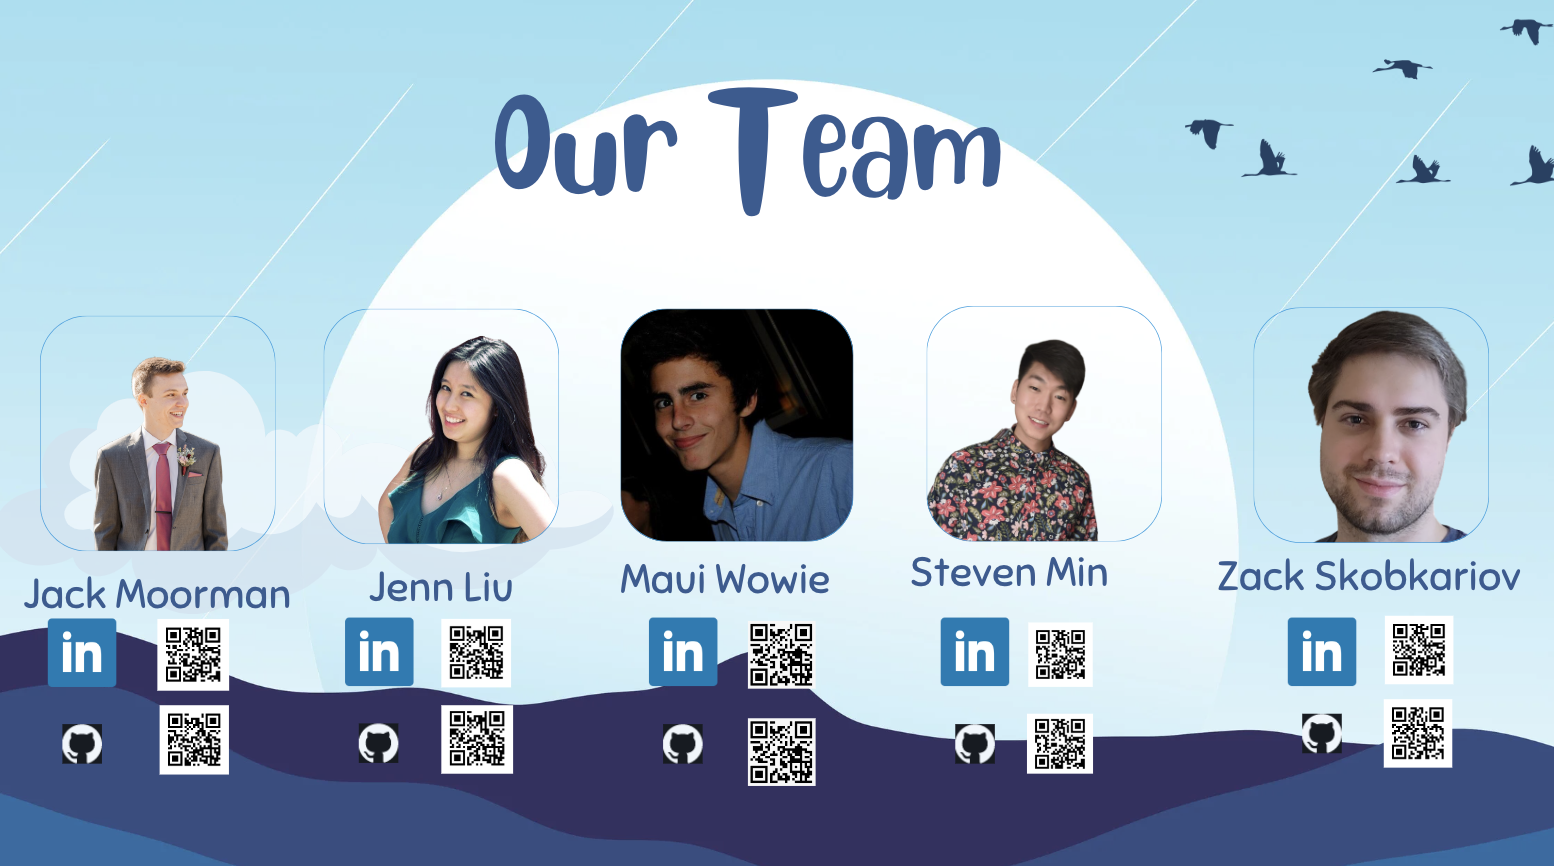 Our Team
Jack Moorman
Jenn Liu
Maui Wowie
Steven Min
Zack Skobkariov
in
in
in
in
in